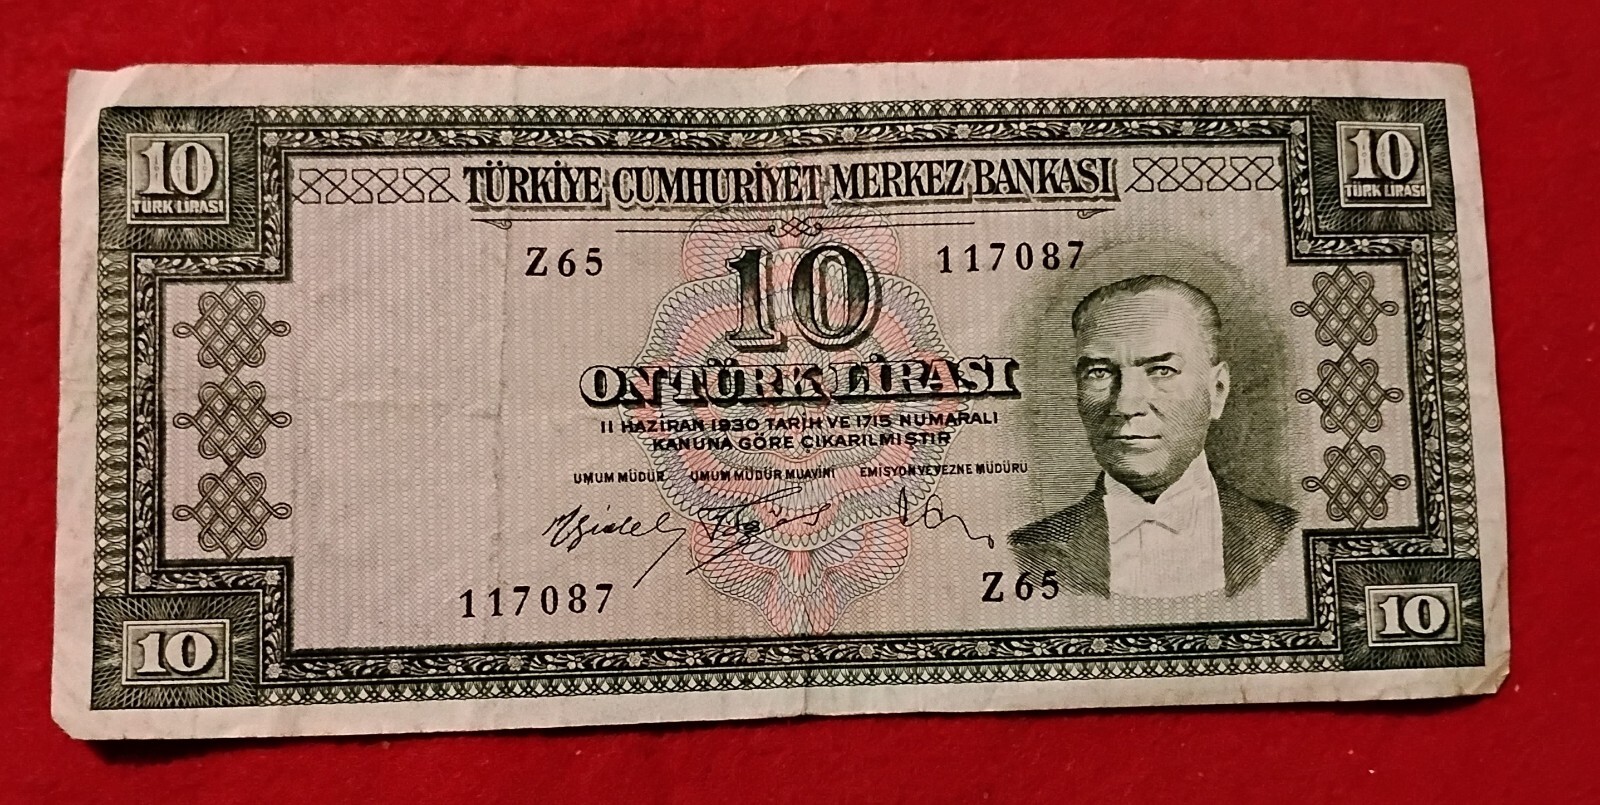 10
TÜRK LİRASI
10
TÜRK LİRASI
TÜRKİYE CUMHURİYET MERKEZ BANKASI
Z65 117087
10
ON TÜRK LİRASI
11 HAZİRAN 1930 TARİH VE 1715 NUMARALI
KANUNA GÖRE ÇIKARILMIŞTIR
UMUM MÜDÜR UMUM MÜDÜR MUAVİNİ EMİSYON VE VEZNE MÜDÜRÜ
117087 Z65
10 10